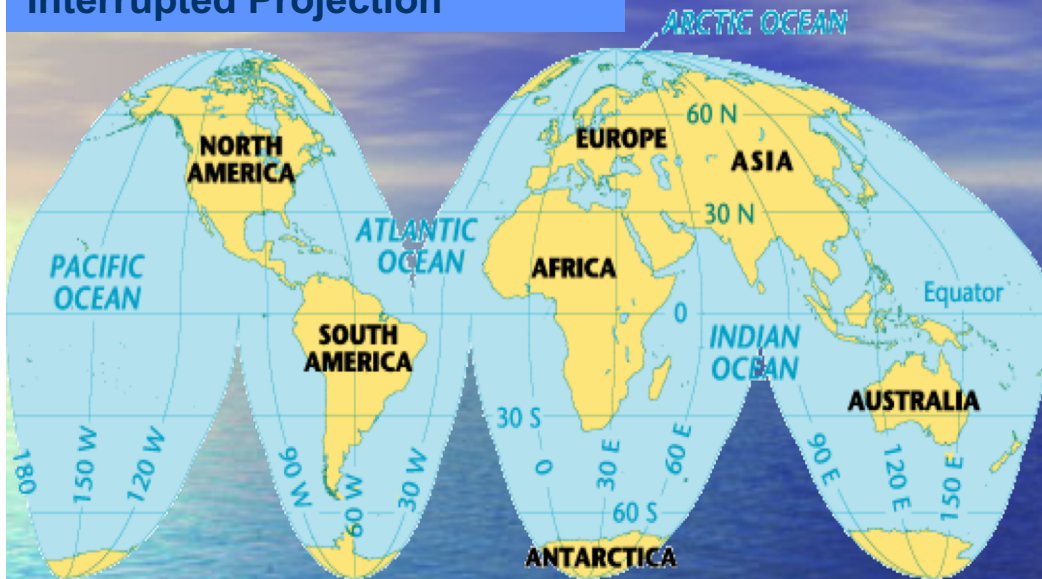 Interrupted Projection
ARCTIC OCEAN
60 N
EUROPE
NORTH
AMERICA
ASIA
30 N
ATLANTIC
OCEAN
PACIFIC
OCEAN
AFRICA
Equator
0
SOUTH
AMERICA
INDIAN
OCEAN
AUSTRALIA
30 S
180
150 W
120 W
90 W
60 W
30 W
0
30 E
60 E
90 E
120 E
150 E
60 S
ANTARCTICA